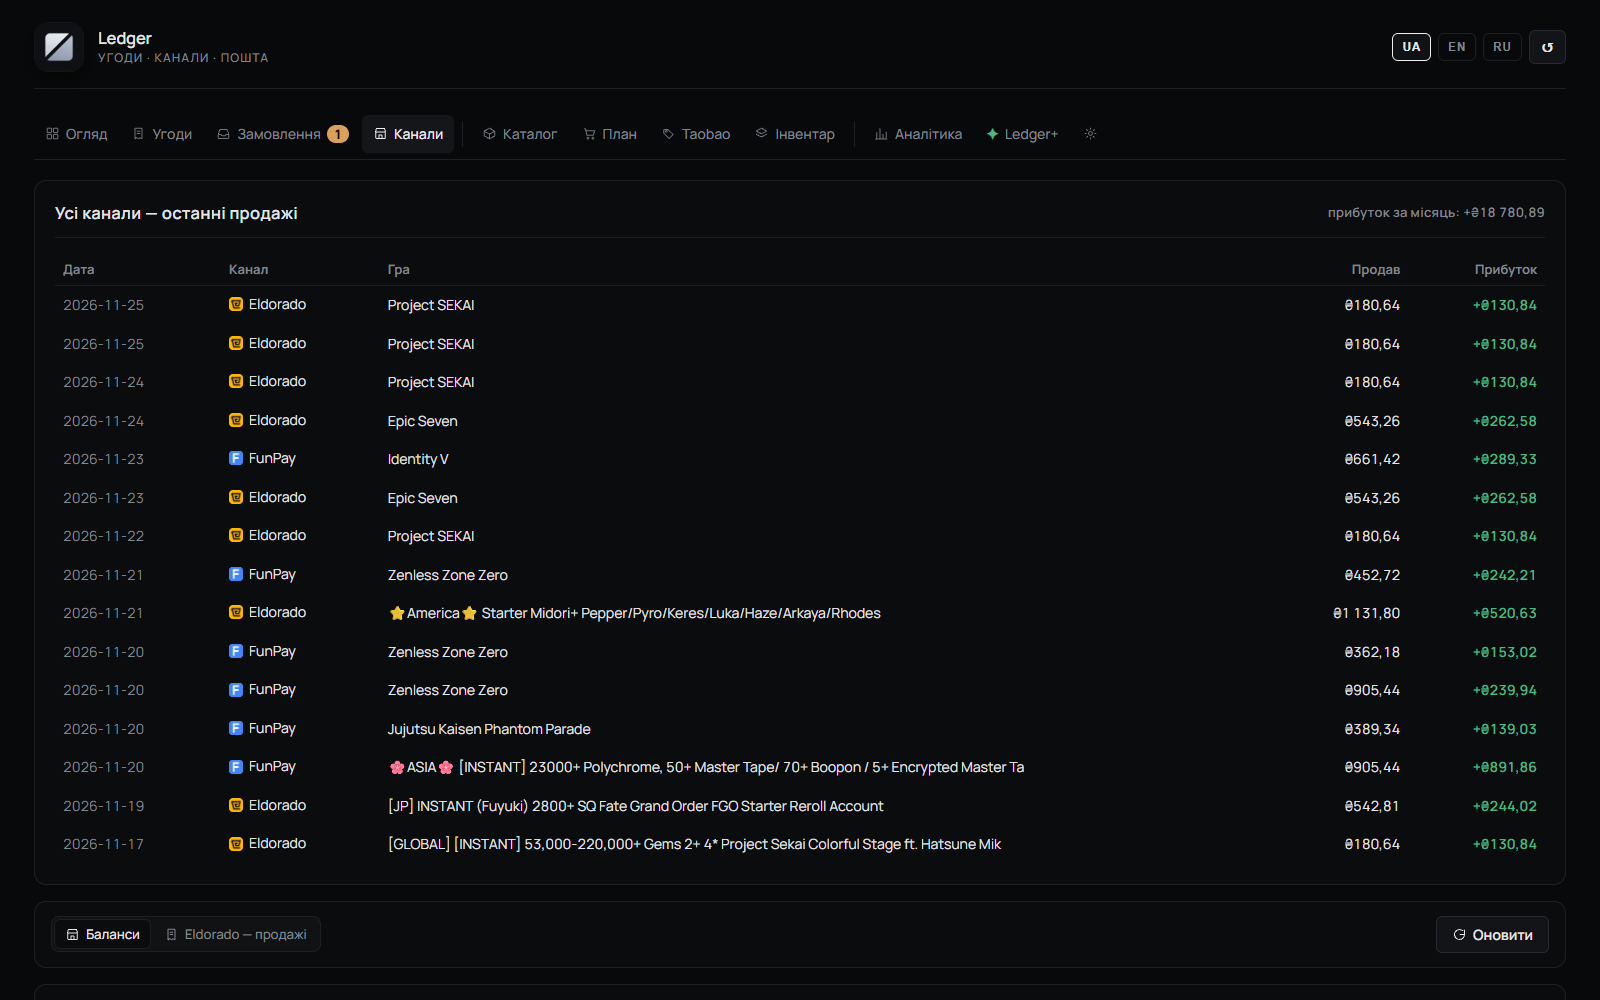 Ledger
УГОДИ · КАНАЛИ · ПОШТА
UA EN RU
Огляд Угоди Замовлення 1 Канали Каталог План Taobao Інвентар Аналітика Ledger+
Усі канали — останні продажі прибуток за місяць: +₴18 780,89
Дата Канал Гра Продав Прибуток
2026-11-25 Eldorado Project SEKAI ₴180,64 +₴130,84
2026-11-25 Eldorado Project SEKAI ₴180,64 +₴130,84
2026-11-24 Eldorado Project SEKAI ₴180,64 +₴130,84
2026-11-24 Eldorado Epic Seven ₴543,26 +₴262,58
2026-11-23 F FunPay Identity V ₴661,42 +₴289,33
2026-11-23 Eldorado Epic Seven ₴543,26 +₴262,58
2026-11-22 Eldorado Project SEKAI ₴180,64 +₴130,84
2026-11-21 F FunPay Zenless Zone Zero ₴452,72 +₴242,21
2026-11-21 Eldorado ⭐America⭐ Starter Midori+ Pepper/Pyro/Keres/Luka/Haze/Arkaya/Rhodes ₴1 131,80 +₴520,63
2026-11-20 F FunPay Zenless Zone Zero ₴362,18 +₴153,02
2026-11-20 F FunPay Zenless Zone Zero ₴905,44 +₴239,94
2026-11-20 F FunPay Jujutsu Kaisen Phantom Parade ₴389,34 +₴139,03
2026-11-20 F FunPay 🌸ASIA🌸 [INSTANT] 23000+ Polychrome, 50+ Master Tape/ 70+ Boopon / 5+ Encrypted Master Ta ₴905,44 +₴891,86
2026-11-19 Eldorado [JP] INSTANT (Fuyuki) 2800+ SQ Fate Grand Order FGO Starter Reroll Account ₴542,81 +₴244,02
2026-11-17 Eldorado [GLOBAL] [INSTANT] 53,000-220,000+ Gems 2+ 4* Project Sekai Colorful Stage ft. Hatsune Mik ₴180,64 +₴130,84
Баланси Eldorado — продажі Оновити